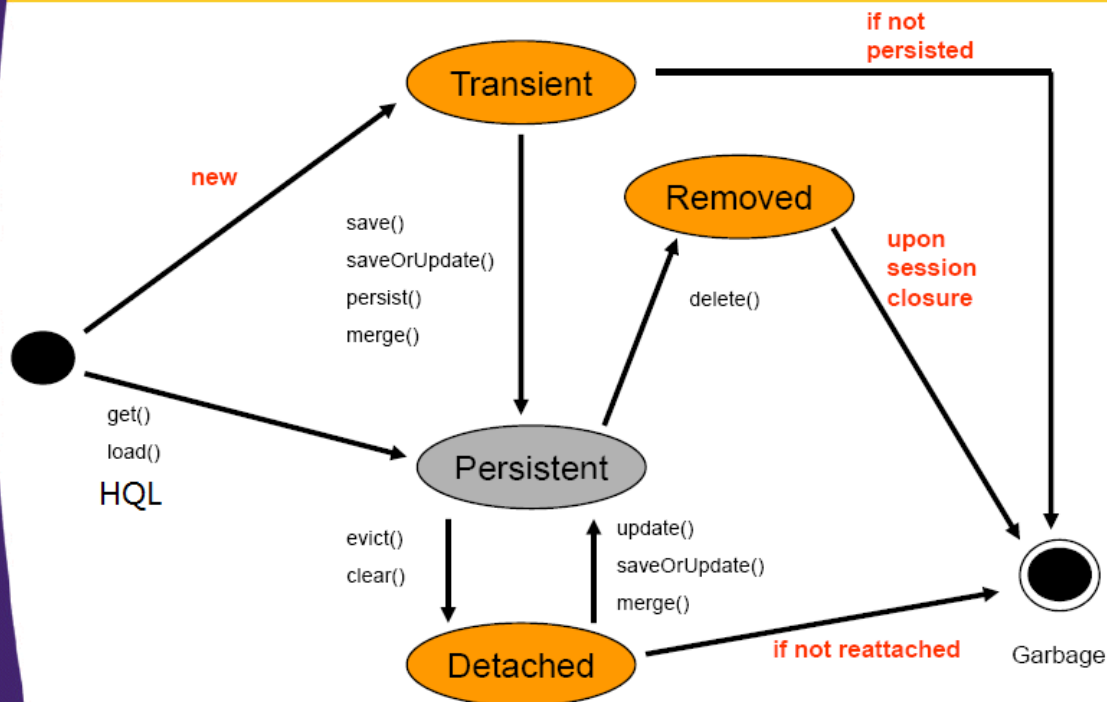 if not
persisted
Transient
new
Removed
save()
saveOrUpdate()
persist()
merge()
upon
session
closure
delete()
get()
load()
HQL
Persistent
evict()
clear()
update()
saveOrUpdate()
merge()
Detached
if not reattached
Garbage